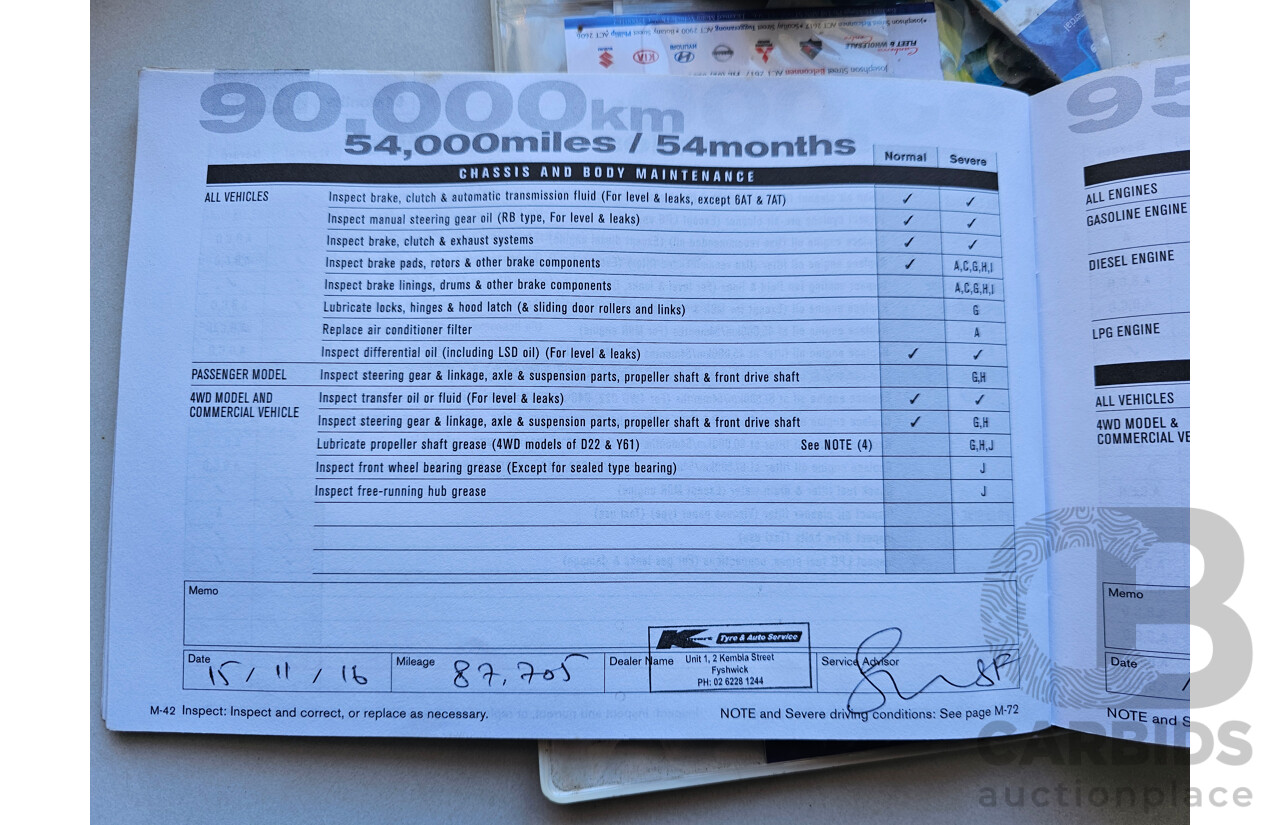 FLEET & WHOLESALE
Canberra
KIA
HYUNDAI
90,000km
54,000miles / 54months
Normal Severe
CHASSIS AND BODY MAINTENANCE
ALL VEHICLES Inspect brake, clutch & automatic transmission fluid (For level & leaks, except 6AT & 7AT) ✓ ✓
Inspect manual steering gear oil (RB type, For level & leaks) ✓ ✓
Inspect brake, clutch & exhaust systems ✓ ✓
Inspect brake pads, rotors & other brake components ✓ A,C,G,H,I
Inspect brake linings, drums & other brake components A,C,G,H,I
Lubricate locks, hinges & hood latch (& sliding door rollers and links) G
Replace air conditioner filter A
Inspect differential oil (including LSD oil) (For level & leaks) ✓ ✓
PASSENGER MODEL Inspect steering gear & linkage, axle & suspension parts, propeller shaft & front drive shaft G,H
4WD MODEL AND Inspect transfer oil or fluid (For level & leaks) ✓ ✓
COMMERCIAL VEHICLE Inspect steering gear & linkage, axle & suspension parts, propeller shaft & front drive shaft ✓ G,H
Lubricate propeller shaft grease (4WD models of D22 & Y61) See NOTE (4) G,H,J
Inspect front wheel bearing grease (Except for sealed type bearing) J
Inspect free-running hub grease J
Memo
Date 15/11/16 Mileage 87,705 Dealer Name Service Advisor
Tyre & Auto Service
Unit 1, 2 Kembla Street
Fyshwick
PH: 02 6228 1244
M-42 Inspect: Inspect and correct, or replace as necessary. NOTE and Severe driving conditions: See page M-72
95
ALL ENGINES
GASOLINE ENGINE
DIESEL ENGINE
LPG ENGINE
ALL VEHICLES
4WD MODEL &
COMMERCIAL VE
Memo
Date
NOTE and S
CB
CARBIDS
auctionplace